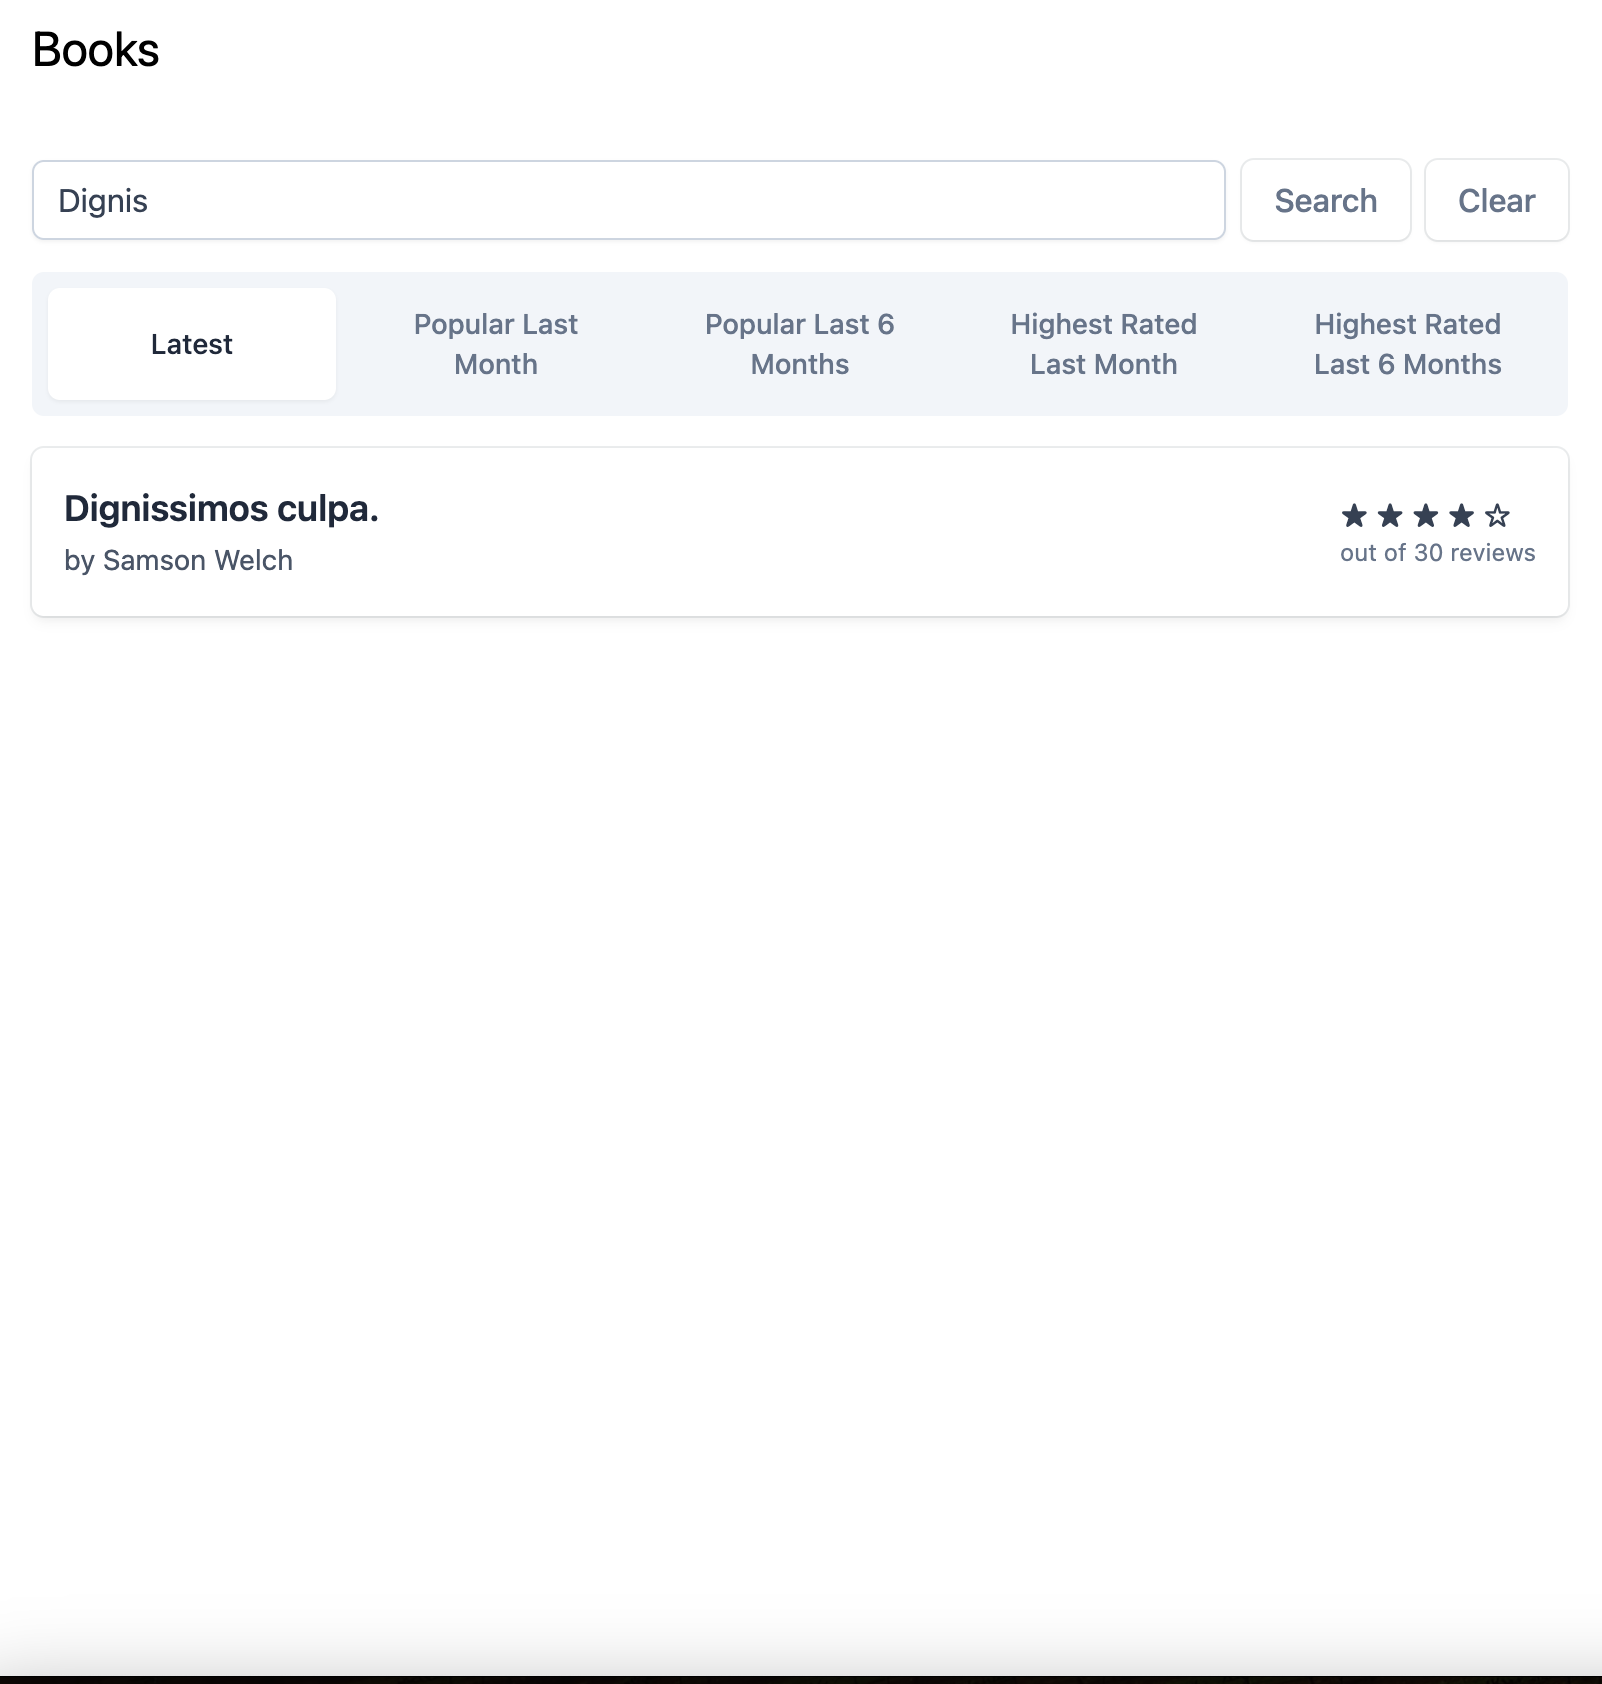 Books
Dignis
Search
Clear
Latest
Popular Last
Month
Popular Last 6
Months
Highest Rated
Last Month
Highest Rated
Last 6 Months
Dignissimos culpa.
by Samson Welch
★★★★☆
out of 30 reviews